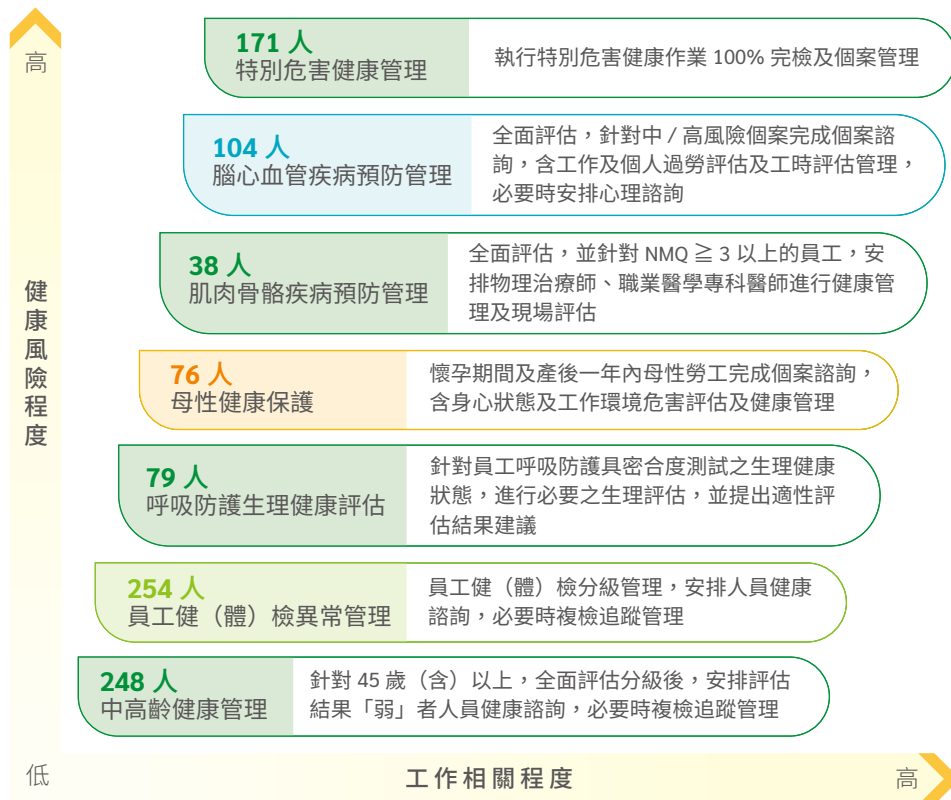 高
171 人
特別危害健康管理
執行特別危害健康作業 100% 完檢及個案管理
104 人
腦心血管疾病預防管理
全面評估，針對中 / 高風險個案完成個案諮
詢，含工作及個人過勞評估及工時評估管理，
必要時安排心理諮詢
38 人
肌肉骨骼疾病預防管理
全面評估，並針對 NMQ ≧ 3 以上的員工，安
排物理治療師、職業醫學專科醫師進行健康管
理及現場評估
健康風險程度
76 人
母性健康保護
懷孕期間及產後一年內母性勞工完成個案諮詢，
含身心狀態及工作環境危害評估及健康管理
79 人
呼吸防護生理健康評估
針對員工呼吸防護具密合度測試之生理健康
狀態，進行必要之生理評估，並提出適性評
估結果建議
254 人
員工健（體）檢異常管理
員工健（體）檢分級管理，安排人員健康
諮詢，必要時複檢追蹤管理
248 人
中高齡健康管理
針對 45 歲（含）以上，全面評估分級後，安排評估
結果「弱」者人員健康諮詢，必要時複檢追蹤管理
低
工作相關程度
高